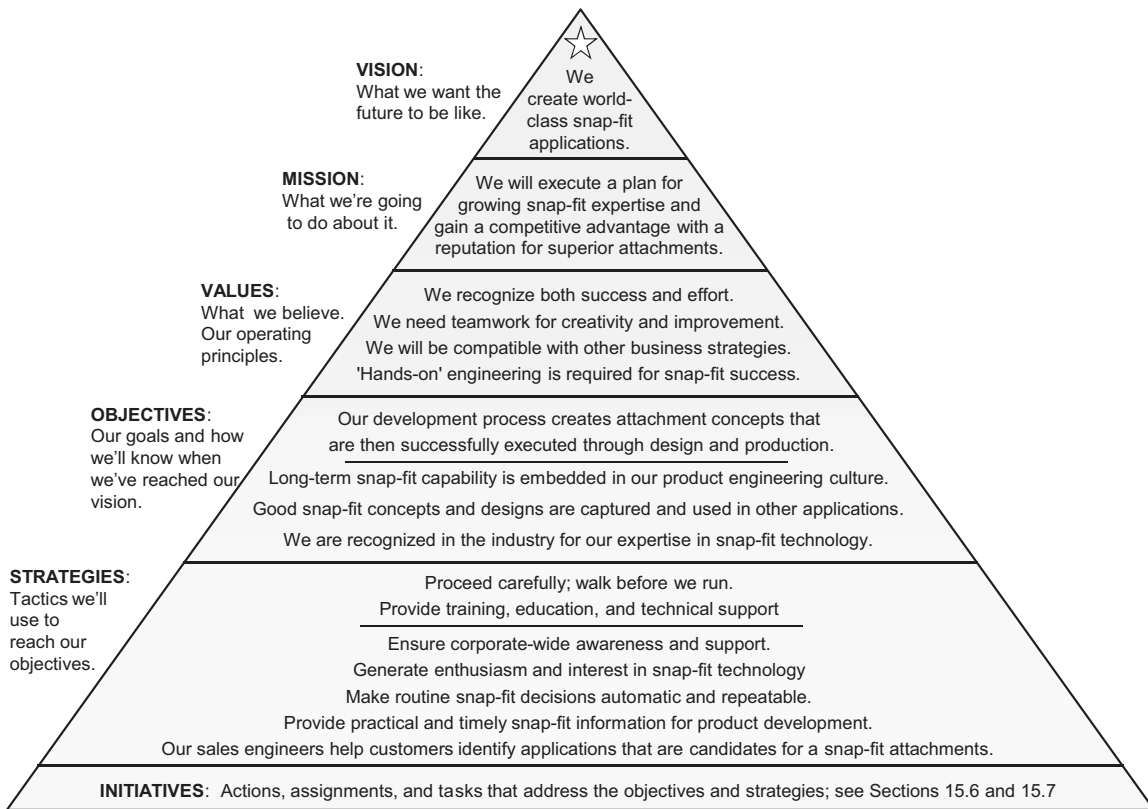 VISION:
What we want the
future to be like.
We
create world-
class snap-fit
applications.
MISSION:
What we're going
to do about it.
We will execute a plan for
growing snap-fit expertise and
gain a competitive advantage with a
reputation for superior attachments.
VALUES:
What we believe.
Our operating
principles.
We recognize both success and effort.
We need teamwork for creativity and improvement.
We will be compatible with other business strategies.
'Hands-on' engineering is required for snap-fit success.
OBJECTIVES:
Our goals and how
we'll know when
we've reached our
vision.
Our development process creates attachment concepts that
are then successfully executed through design and production.
Long-term snap-fit capability is embedded in our product engineering culture.
Good snap-fit concepts and designs are captured and used in other applications.
We are recognized in the industry for our expertise in snap-fit technology.
STRATEGIES:
Tactics we'll
use to
reach our
objectives.
Proceed carefully; walk before we run.
Provide training, education, and technical support
Ensure corporate-wide awareness and support.
Generate enthusiasm and interest in snap-fit technology
Make routine snap-fit decisions automatic and repeatable.
Provide practical and timely snap-fit information for product development.
Our sales engineers help customers identify applications that are candidates for a snap-fit attachments.
INITIATIVES: Actions, assignments, and tasks that address the objectives and strategies; see Sections 15.6 and 15.7